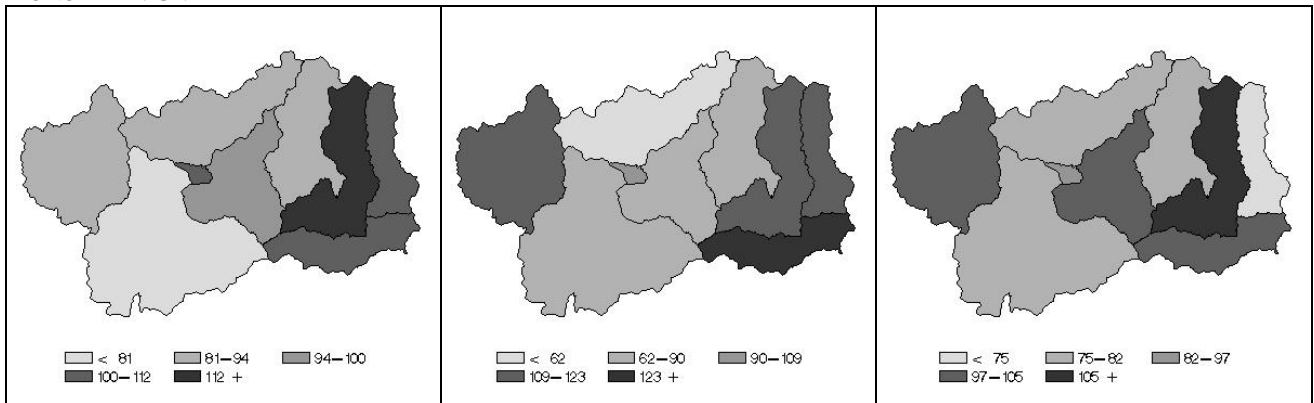 < 81 81–94 94–100
100–112 112 +
< 62 62–90 90–109
109–123 123 +
< 75 75–82 82–97
97–105 105 +